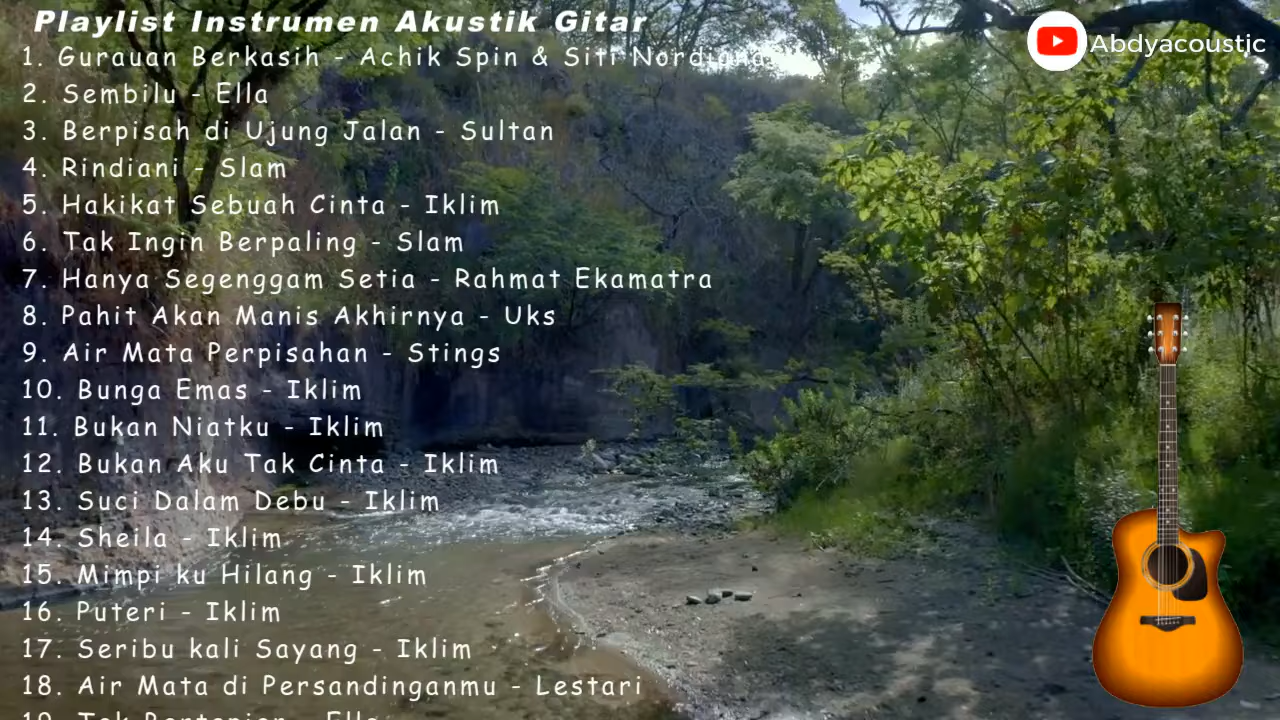 Playlist Instrumen Akustik Gitar
1. Gurauan Berkasih - Achik Spin & Siti Nordiana
2. Sembilu - Ella
3. Berpisah di Ujung Jalan - Sultan
4. Rindiani - Slam
5. Hakikat Sebuah Cinta - Iklim
6. Tak Ingin Berpaling - Slam
7. Hanya Segenggam Setia - Rahmat Ekamatra
8. Pahit Akan Manis Akhirnya - Uks
9. Air Mata Perpisahan - Stings
10. Bunga Emas - Iklim
11. Bukan Niatku - Iklim
12. Bukan Aku Tak Cinta - Iklim
13. Suci Dalam Debu - Iklim
14. Sheila - Iklim
15. Mimpi ku Hilang - Iklim
16. Puteri - Iklim
17. Seribu kali Sayang - Iklim
18. Air Mata di Persandinganmu - Lestari
Abdyacoustic